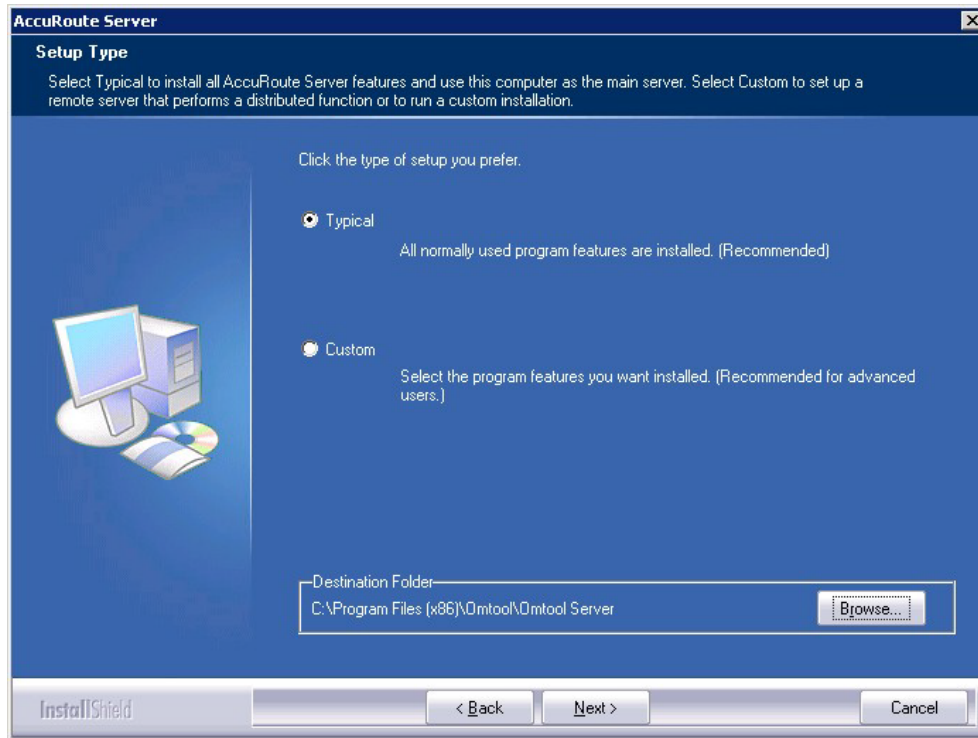 AccuRoute Server
Setup Type
Select Typical to install all AccuRoute Server features and use this computer as the main server. Select Custom to set up a
remote server that performs a distributed function or to run a custom installation.
Click the type of setup you prefer.
Typical
All normally used program features are installed. (Recommended)
Custom
Select the program features you want installed. (Recommended for advanced
users.)
Destination Folder
C:\Program Files (x86)\Omtool\Omtool Server
Browse...
InstallShield
< Back
Next >
Cancel